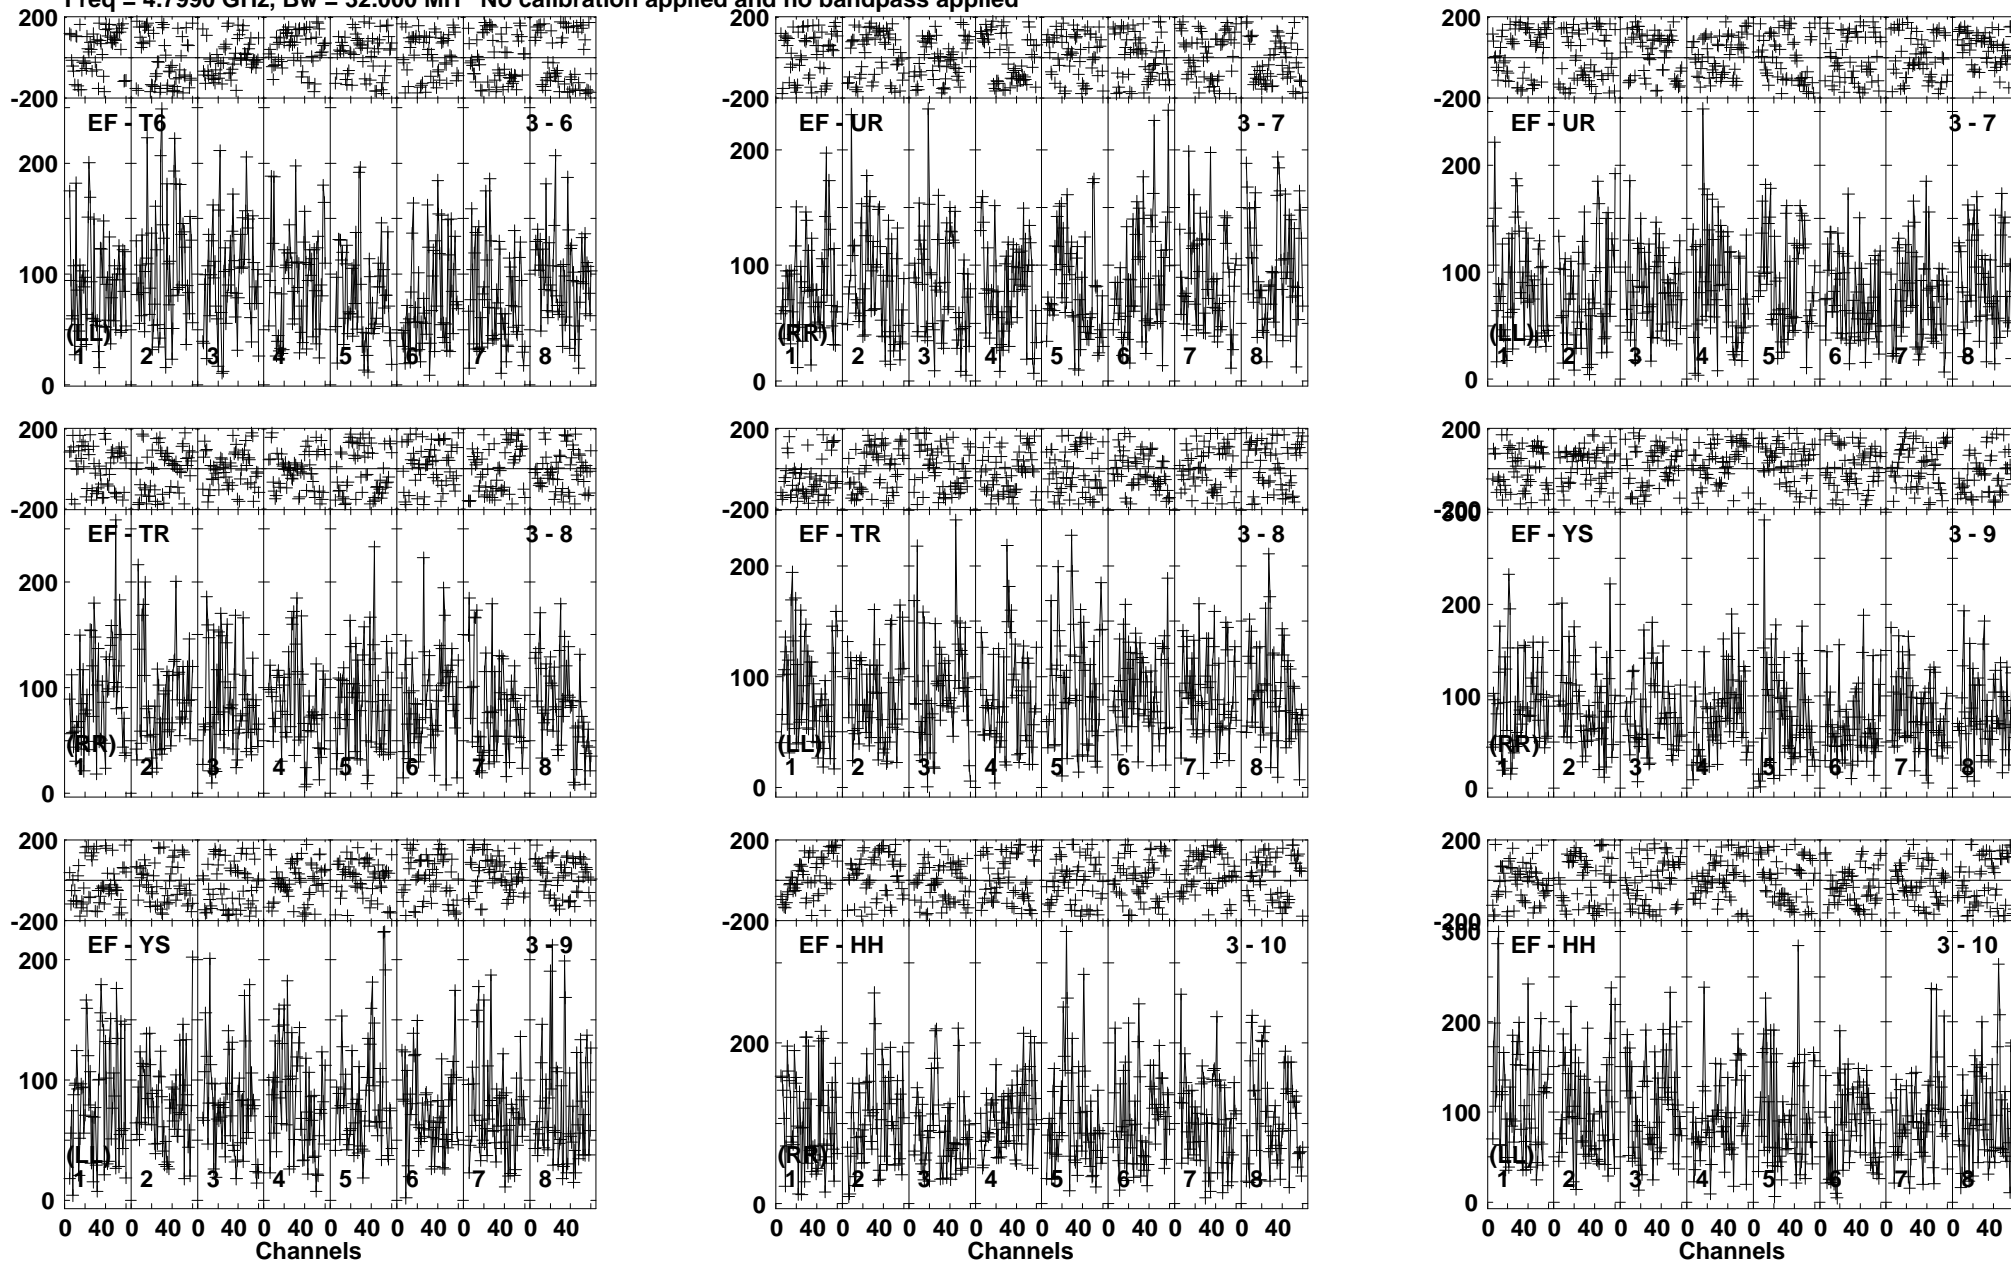 Freq = 4.7990 GHz, Bw = 32.000 MH No calibration applied and no bandpass applied
200 200 200
-200 -200 -200
EF - T6 3 - 6 EF - UR 3 - 7 EF - UR 3 - 7
200 200 200
100 100 100
(LL) (RR) (LL)
1 2 3 4 5 6 7 8 1 2 3 4 5 6 7 8 1 2 3 4 5 6 7 8
0 0 0
200 200 200
-200 -200 -200
300
EF - TR 3 - 8 EF - TR 3 - 8 EF - YS 3 - 9
200 200 200
100 100 100
(RR) (LL) (RR)
1 2 3 4 5 6 7 8 1 2 3 4 5 6 7 8 1 2 3 4 5 6 7 8
0 0 0
200 200 200
-200 -200 -200
300
EF - YS 3 - 9 EF - HH 3 - 10 EF - HH 3 - 10
200 200 200
100 100
(LL) (RR) (LL)
1 2 3 4 5 6 7 8 1 2 3 4 5 6 7 8 1 2 3 4 5 6 7 8
0 0 0
0 40 0 40 0 40 0 40 0 40 0 40 0 40 0 40 0 40 0 40 0 40 0 40 0 40 0 40 0 40 0 40 0 40 0 40 0 40 0 40 0 40 0 40 0 40 0 40
Channels Channels Channels